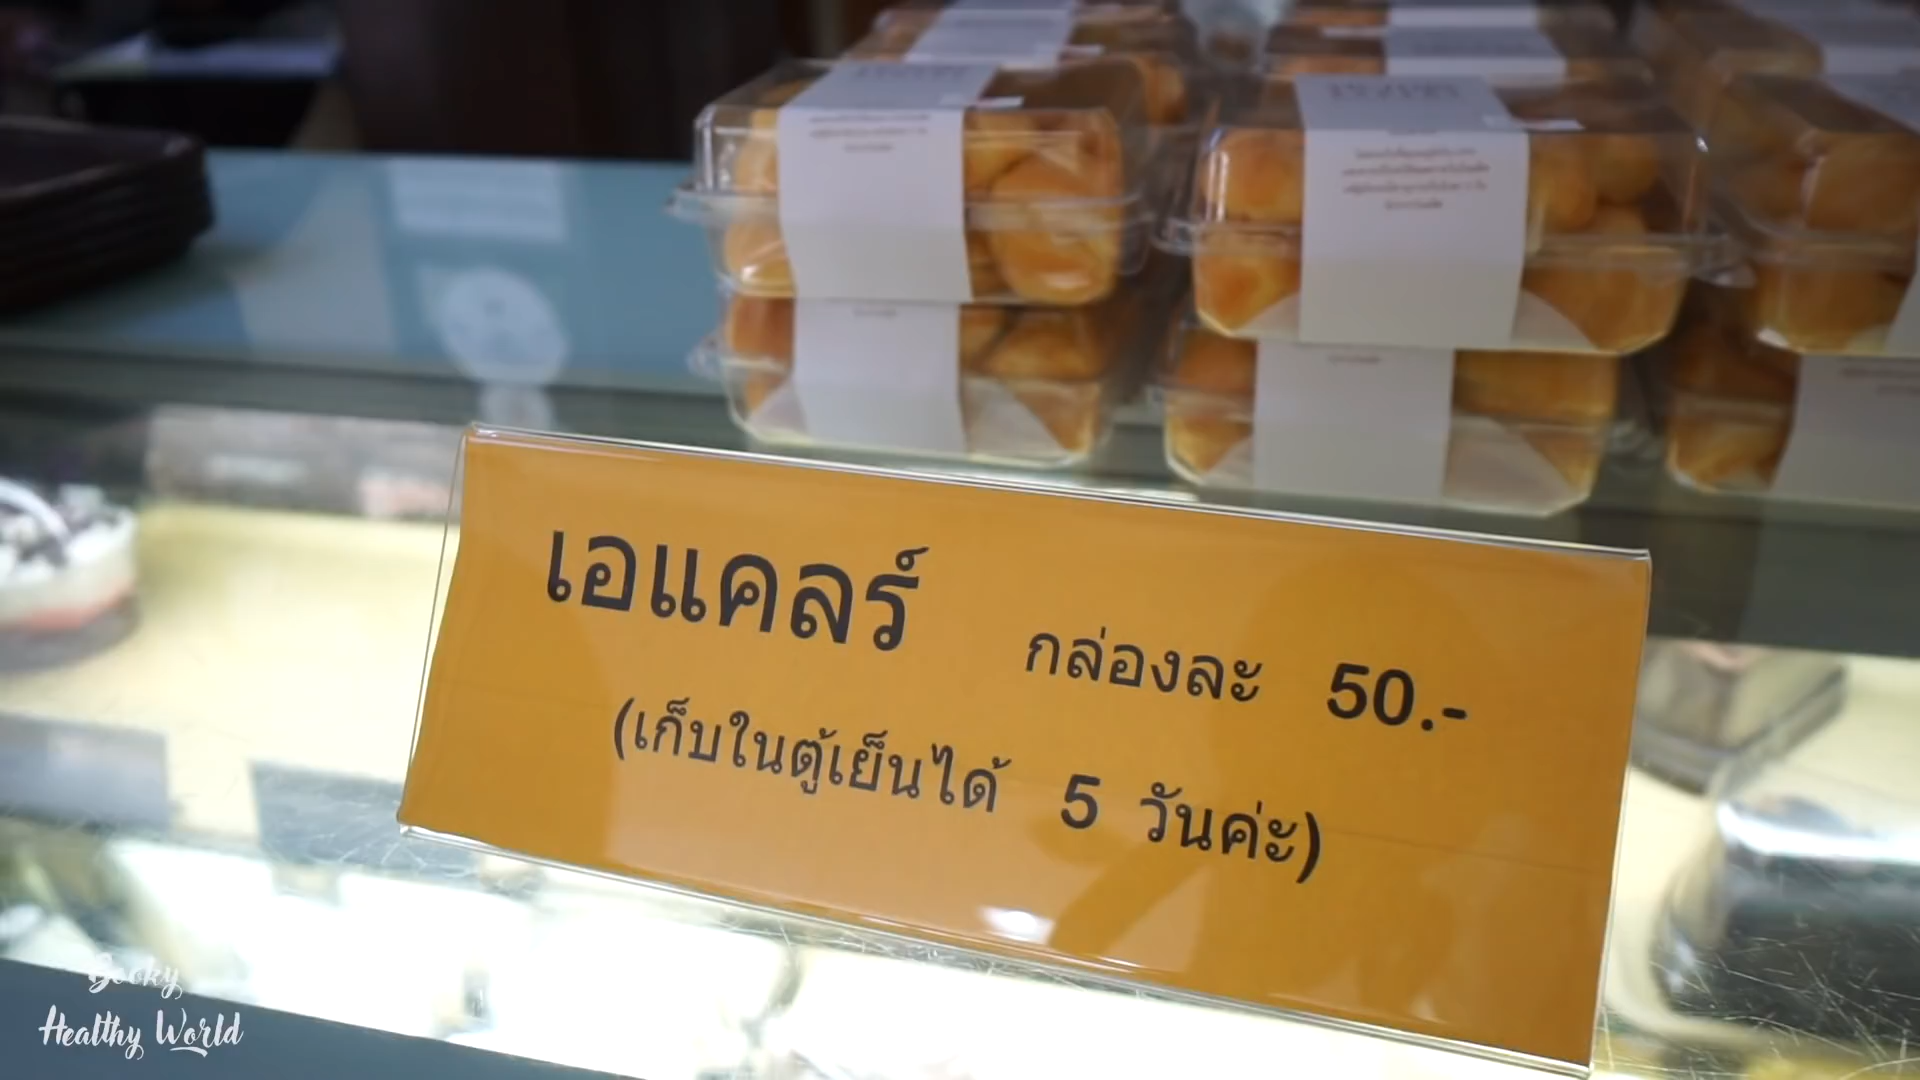 เอแคลร์ กล่องละ 50.-
(เก็บในตู้เย็นได้ 5 วันค่ะ)
Booky
Healthy World